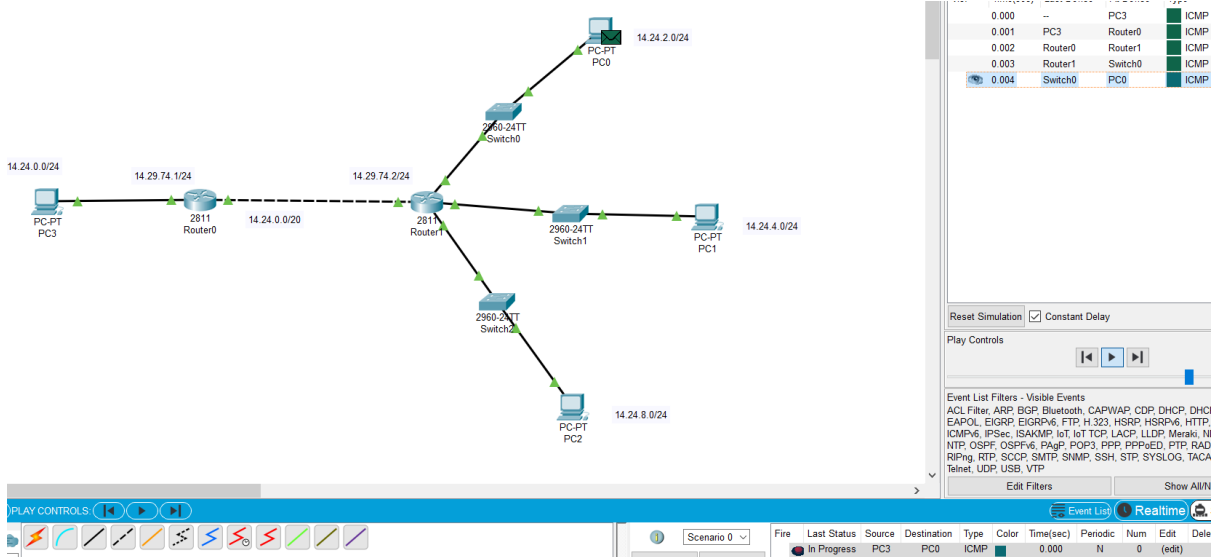 14.24.2.0/24
PC-PT
PC0
2960-24TT
Switch0
14.24.0.0/24
14.29.74.1/24
14.29.74.2/24
PC-PT
PC3
2811
Router0
14.24.0.0/20
2811
Router1
2960-24TT
Switch1
PC-PT
PC1
14.24.4.0/24
2960-24TT
Switch2
PC-PT
PC2
14.24.8.0/24
0.000 -- PC3 ICMP
0.001 PC3 Router0 ICMP
0.002 Router0 Router1 ICMP
0.003 Router1 Switch0 ICMP
0.004 Switch0 PC0 ICMP
Reset Simulation Constant Delay
Play Controls
Event List Filters - Visible Events
ACL Filter, ARP, BGP, Bluetooth, CAPWAP, CDP, DHCP,
EAPOL, EIGRP, EIGRPv6, FTP, H.323, HSRP, HSRPv6, HTTP,
ICMPv6, IPSec, ISAKMP, IoT, IoT TCP, LACP, LLDP, Meraki,
NTP, OSPF, OSPFv6, PAgP, POP3, PPP, PPPoED, PTP,
RIPng, RTP, SCCP, SMTP, SNMP, SSH, STP, SYSLOG,
Telnet, UDP, USB, VTP
Edit Filters Show All/N
PLAY CONTROLS: Event List Realtime
Scenario 0
Fire Last Status Source Destination Type Color Time(sec) Periodic Num Edit Dele
In Progress PC3 PC0 ICMP 0.000 N 0 (edit)